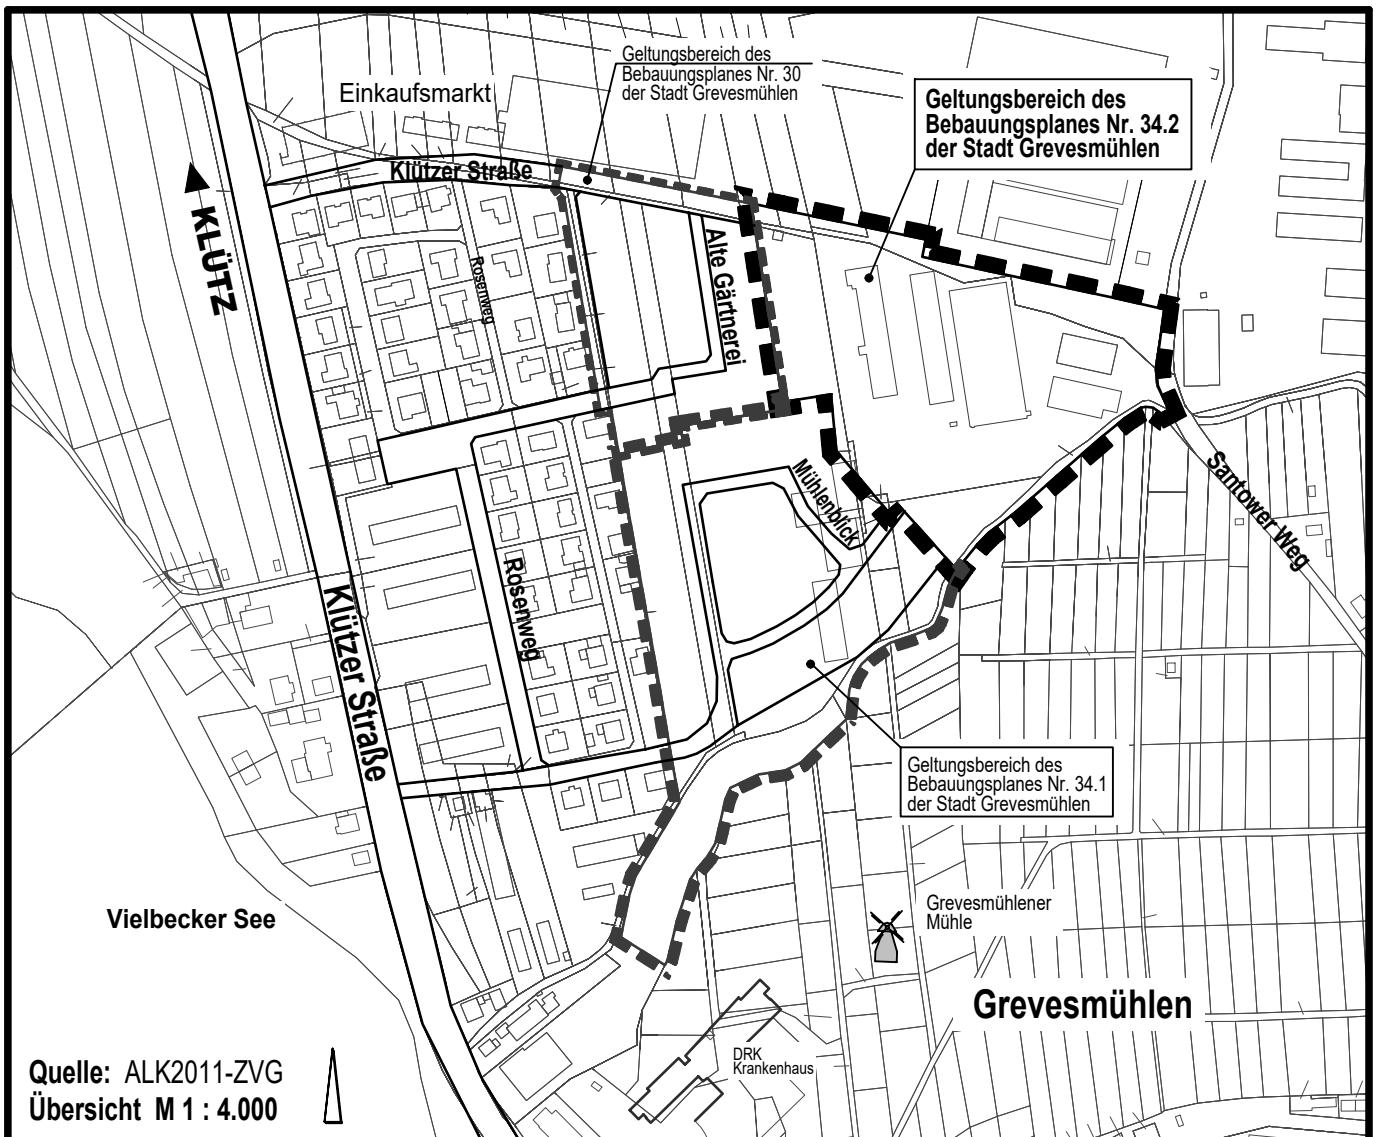 Geltungsbereich des
Bebauungsplanes Nr. 30
der Stadt Grevesmühlen
Einkaufsmarkt
Geltungsbereich des
Bebauungsplanes Nr. 34.2
der Stadt Grevesmühlen
Klützer Straße
KLÜTZ
Rosenweg
Alte Gärtnerei
Mühlenblick
Santower Weg
Rosenweg
Klützer Straße
Geltungsbereich des
Bebauungsplanes Nr. 34.1
der Stadt Grevesmühlen
Vielbecker See
Grevesmühlener
Mühle
Grevesmühlen
DRK
Krankenhaus
Quelle: ALK2011-ZVG
Übersicht M 1 : 4.000